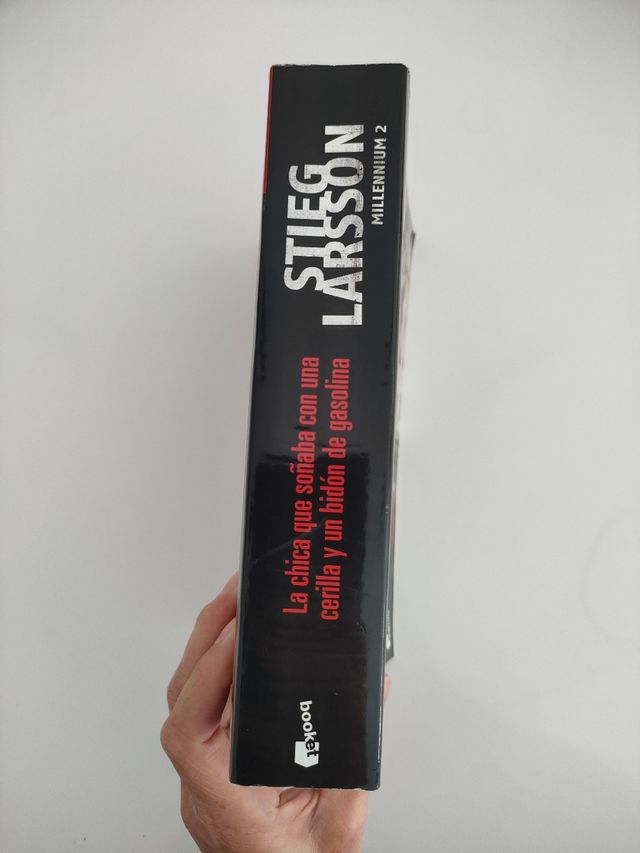 STIEG
LARSSON
MILLENNIUM 2
La chica que soñaba con una
cerilla y un bidón de gasolina
booket